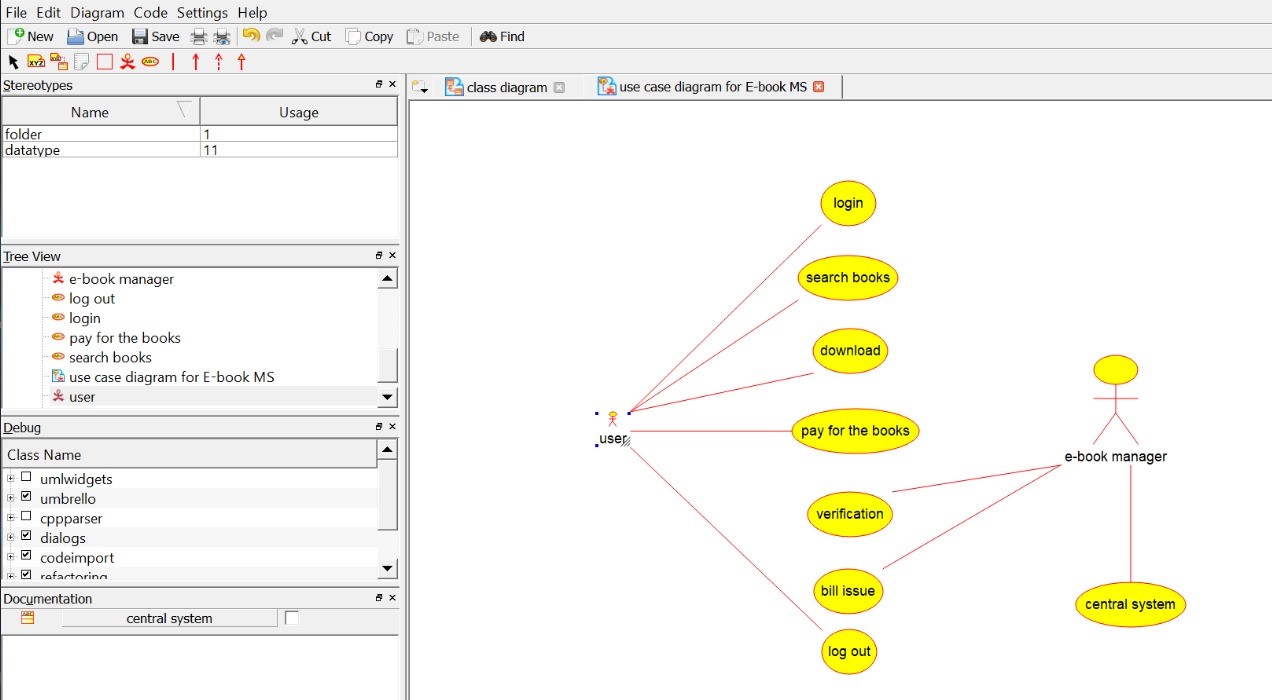 File Edit Diagram Code Settings Help
New Open Save Cut Copy Paste Find
Stereotypes
class diagram use case diagram for E-book MS
Name Usage
folder 1
datatype 11
Tree View
e-book manager
log out
login
pay for the books
search books
use case diagram for E-book MS
user
Debug
Class Name
umlwidgets
umbrello
cppparser
dialogs
codeimport
refactoring
Documentation
central system
login
search books
download
user
pay for the books
e-book manager
verification
bill issue
central system
log out